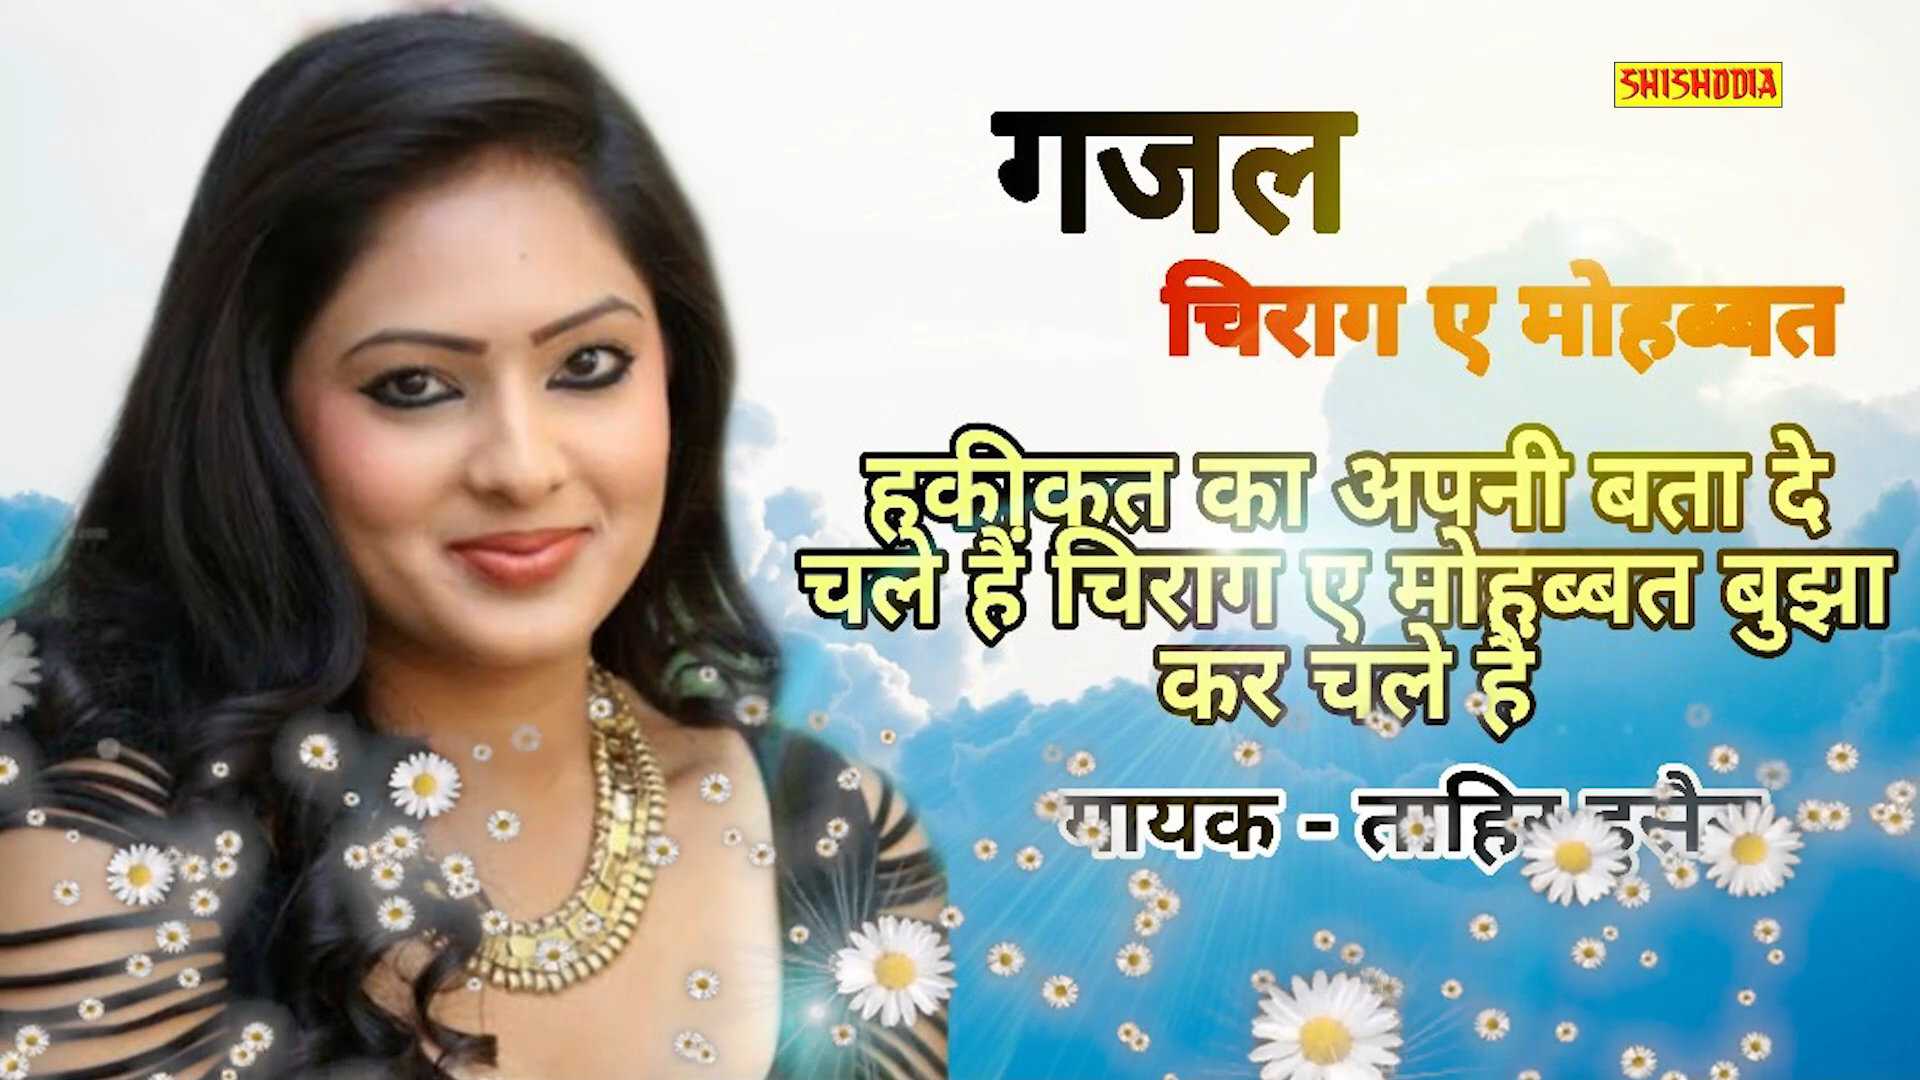 SHISHODIA
गजल
चिराग ए मोहब्बत
हकीकत का अपनी बता दे
चले हैं चिराग ए मोहब्बत बुझा
कर चले हैं
गायक - ताहिर